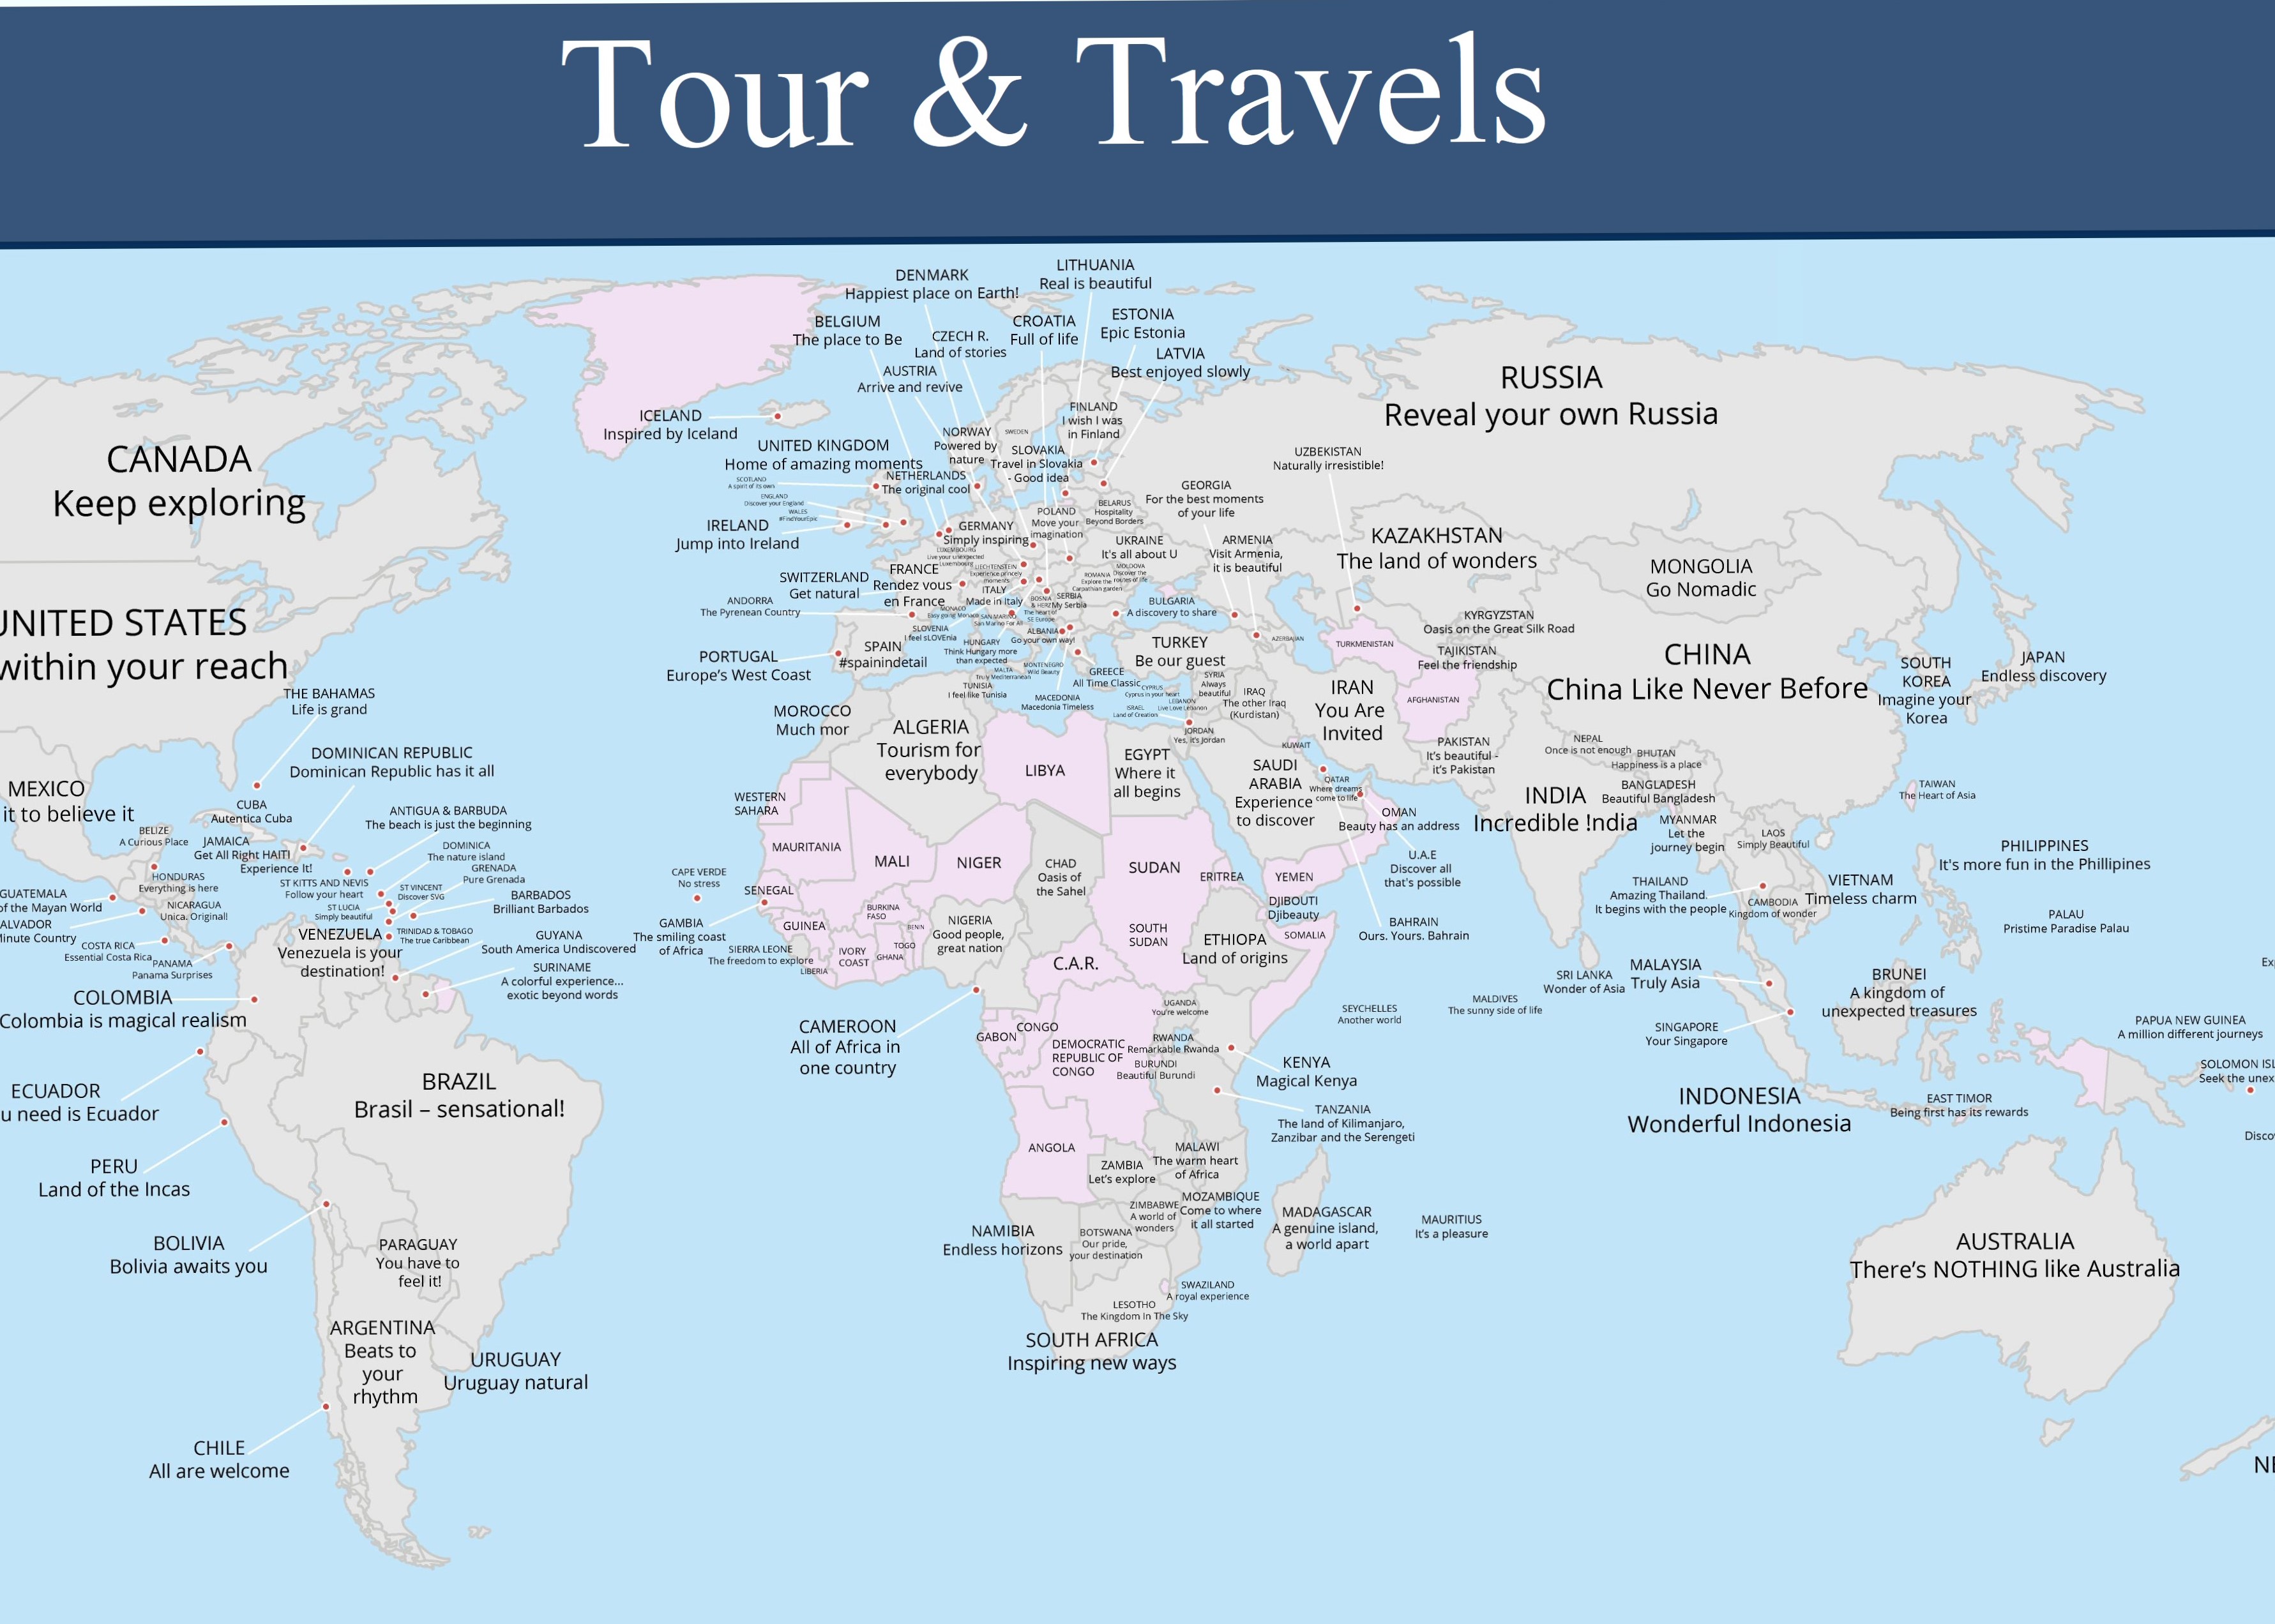 Tour & Travels
DENMARK
Happiest place on Earth!
LITHUANIA
Real is beautiful
BELGIUM
The place to Be
CZECH R.
Land of stories
CROATIA
Full of life
ESTONIA
Epic Estonia
LATVIA
Best enjoyed slowly
AUSTRIA
Arrive and revive
ICELAND
Inspired by Iceland
FINLAND
I wish I was
in Finland
RUSSIA
Reveal your own Russia
CANADA
Keep exploring
UNITED KINGDOM
Home of amazing moments
NORWAY
Powered by
nature
SWEDEN
SLOVAKIA
Travel in Slovakia
- Good idea
UZBEKISTAN
Naturally irresistible!
SCOTLAND
A spirit of its own
NETHERLANDS
The original cool
GEORGIA
For the best moments
of your life
ENGLAND
Discover your England
WALES
#FindYourEpic
IRELAND
Jump into Ireland
GERMANY
Simply inspiring
POLAND
Move your
imagination
BELARUS
Hospitality
Beyond Borders
UKRAINE
It's all about U
ARMENIA
Visit Armenia,
it is beautiful
KAZAKHSTAN
The land of wonders
MONGOLIA
Go Nomadic
LUXEMBOURG
Live your unexpected
Luxembourg
LIECHTENSTEIN
Experience princely
moments
FRANCE
Rendez vous
en France
SWITZERLAND
Get natural
ITALY
Made in Italy
MOLDOVA
Discover the
routes of life
ROMANIA
Explore the
Carpathian garden
ANDORRA
The Pyrenean Country
MONACO
Easy going Monaco
SAN MARINO
San Marino For All
BOSNIA
& HERZ
The heart of
SE Europe
SERBIA
My Serbia
BULGARIA
A discovery to share
KYRGYZSTAN
Oasis on the Great Silk Road
UNITED STATES
within your reach
SLOVENIA
I feel sLOVEnia
HUNGARY
Think Hungary more
than expected
ALBANIA
Go your own way!
AZERBAIJAN
TURKMENISTAN
TAJIKISTAN
Feel the friendship
PORTUGAL
Europe's West Coast
SPAIN
#spainindetail
TURKEY
Be our guest
CHINA
China Like Never Before
SOUTH
KOREA
Imagine your
Korea
JAPAN
Endless discovery
MALTA
Truly Mediterranean
MONTENEGRO
Wild Beauty
GREECE
All Time Classic
SYRIA
Always
beautiful
TUNISIA
I feel like Tunisia
MACEDONIA
Macedonia Timeless
CYPRUS
Cyprus in your heart
LEBANON
Live Love Lebanon
ISRAEL
Land of Creation
IRAQ
The other Iraq
(Kurdistan)
IRAN
You Are
Invited
AFGHANISTAN
THE BAHAMAS
Life is grand
MOROCCO
Much mor
ALGERIA
Tourism for
everybody
JORDAN
Yes, it's Jordan
KUWAIT
PAKISTAN
It's beautiful -
it's Pakistan
NEPAL
Once is not enough
BHUTAN
Happiness is a place
DOMINICAN REPUBLIC
Dominican Republic has it all
LIBYA
EGYPT
Where it
all begins
SAUDI
ARABIA
Experience
to discover
QATAR
Where dreams
come to life
INDIA
Incredible !ndia
BANGLADESH
Beautiful Bangladesh
TAIWAN
The Heart of Asia
MEXICO
it to believe it
CUBA
Autentica Cuba
ANTIGUA & BARBUDA
The beach is just the beginning
WESTERN
SAHARA
OMAN
Beauty has an address
MYANMAR
Let the
journey begin
LAOS
Simply Beautiful
BELIZE
A Curious Place
JAMAICA
Get All Right
HAITI
Experience It!
DOMINICA
The nature island
GRENADA
Pure Grenada
MAURITANIA
MALI
NIGER
CHAD
Oasis of
the Sahel
SUDAN
ERITREA
YEMEN
U.A.E
Discover all
that's possible
PHILIPPINES
It's more fun in the Phillipines
HONDURAS
Everything is here
ST KITTS AND NEVIS
Follow your heart
ST VINCENT
Discover SVG
CAPE VERDE
No stress
SENEGAL
THAILAND
Amazing Thailand.
It begins with the people
VIETNAM
Timeless charm
GUATEMALA
of the Mayan World
NICARAGUA
Unica. Originall
ST LUCIA
Simply beautiful
BARBADOS
Brilliant Barbados
BURKINA
FASO
DJIBOUTI
Djibeauty
CAMBODIA
Kingdom of wonder
ALVADOR
Minute Country
GAMBIA
The smiling coast
of Africa
GUINEA
BENIN
NIGERIA
Good people,
great nation
SOUTH
SUDAN
SOMALIA
BAHRAIN
Ours. Yours. Bahrain
PALAU
Pristime Paradise Palau
COSTA RICA
Essential Costa Rica
VENEZUELA
Venezuela is your
destination!
TRINIDAD & TOBAGO
The true Caribbean
GUYANA
South America Undiscovered
SIERRA LEONE
The freedom to explore
IVORY
COAST
TOGO
GHANA
LIBERIA
ETHIOPA
Land of origins
PANAMA
Panama Surprises
SURINAME
A colorful experience...
exotic beyond words
C.A.R.
SRI LANKA
Wonder of Asia
MALAYSIA
Truly Asia
BRUNEI
A kingdom of
unexpected treasures
COLOMBIA
Colombia is magical realism
UGANDA
You're welcome
SEYCHELLES
Another world
MALDIVES
The sunny side of life
CAMEROON
All of Africa in
one country
GABON
CONGO
DEMOCRATIC
REPUBLIC OF
CONGO
RWANDA
Remarkable Rwanda
BURUNDI
Beautiful Burundi
SINGAPORE
Your Singapore
PAPUA NEW GUINEA
A million different journeys
KENYA
Magical Kenya
SOLOMON ISL
Seek the unex
ECUADOR
u need is Ecuador
BRAZIL
Brasil – sensational!
TANZANIA
The land of Kilimanjaro,
Zanzibar and the Serengeti
INDONESIA
Wonderful Indonesia
EAST TIMOR
Being first has its rewards
Disco
PERU
Land of the Incas
ANGOLA
ZAMBIA
Let's explore
MALAWI
The warm heart
of Africa
BOLIVIA
Bolivia awaits you
PARAGUAY
You have to
feel it!
NAMIBIA
Endless horizons
ZIMBABWE
A world of
wonders
MOZAMBIQUE
Come to where
it all started
BOTSWANA
Our pride,
your destination
MADAGASCAR
A genuine island,
a world apart
MAURITIUS
It's a pleasure
AUSTRALIA
There's NOTHING like Australia
SWAZILAND
A royal experience
LESOTHO
The Kingdom In The Sky
ARGENTINA
Beats to
your
rhythm
URUGUAY
Uruguay natural
SOUTH AFRICA
Inspiring new ways
CHILE
All are welcome